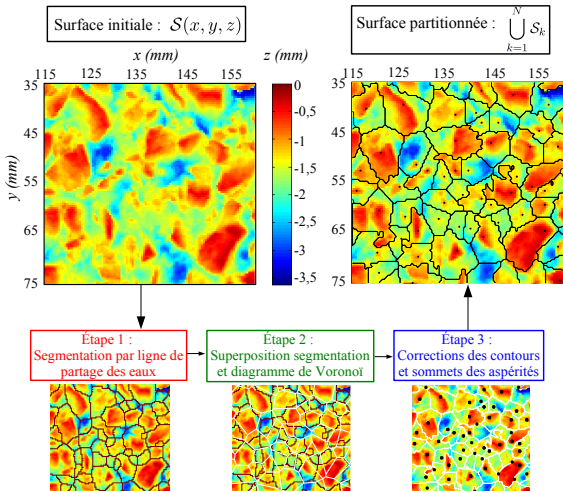 Surface initiale : S(x, y, z)
Surface partitionnée : ⋃ₖ₌₁ᴺ Sₖ
x (mm)
z (mm)
x (mm)
115 125 135 145 155
115 125 135 145 155
35
45
55
65
75
y (mm)
0
-0,5
-1
-1,5
-2
-2,5
-3
-3,5
35
45
55
65
75
Étape 1 :
Segmentation par ligne de
partage des eaux
Étape 2 :
Superposition segmentation
et diagramme de Voronoï
Étape 3 :
Corrections des contours
et sommets des aspérités